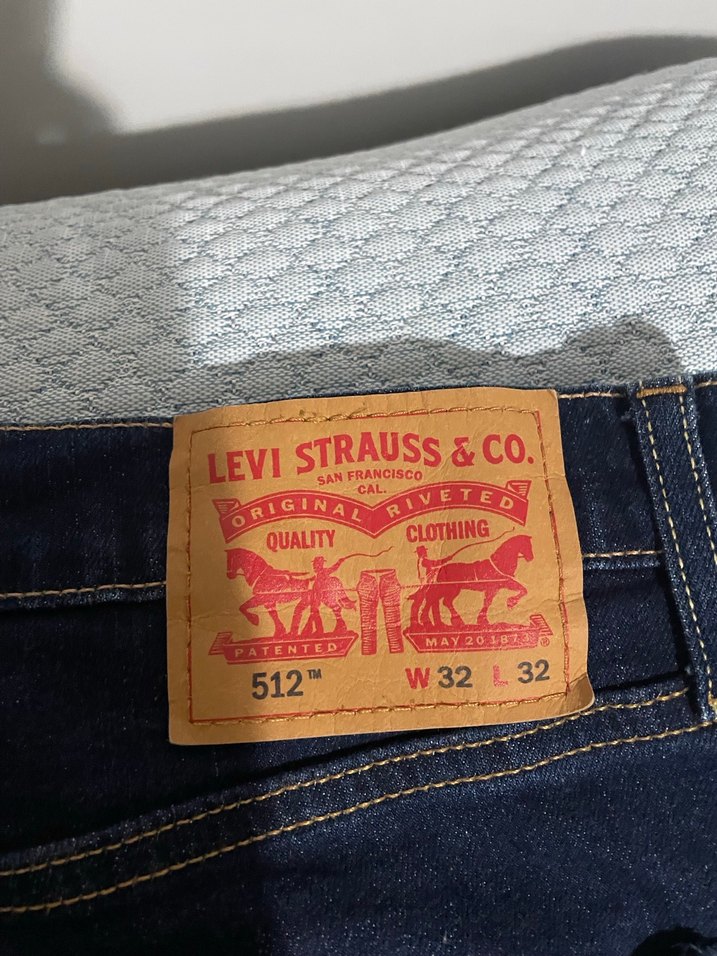 LEVI STRAUSS & CO.
SAN FRANCISCO
CAL.
ORIGINAL RIVETED
QUALITY CLOTHING
PATENTED MAY 20 1873 ®
512™ W 32 L 32